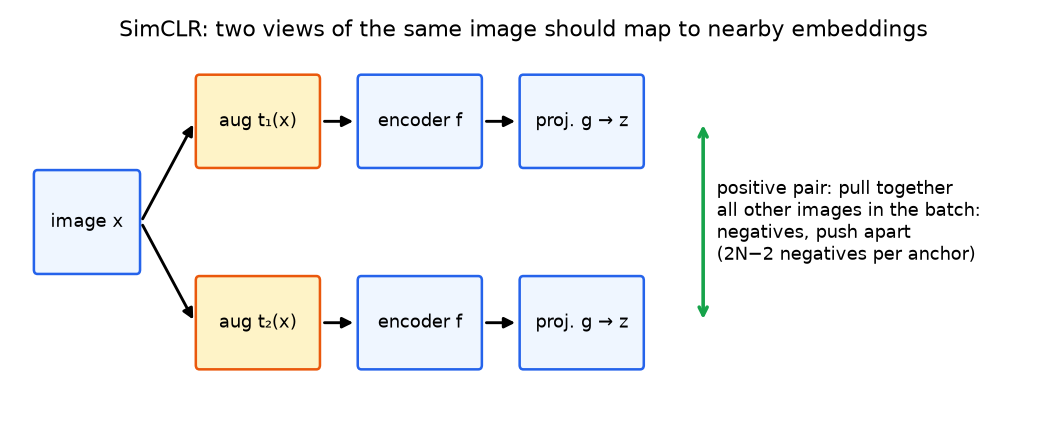 SimCLR: two views of the same image should map to nearby embeddings
aug t₁(x)
encoder f
proj. g → z
image x
positive pair: pull together
all other images in the batch:
negatives, push apart
(2N−2 negatives per anchor)
aug t₂(x)
encoder f
proj. g → z